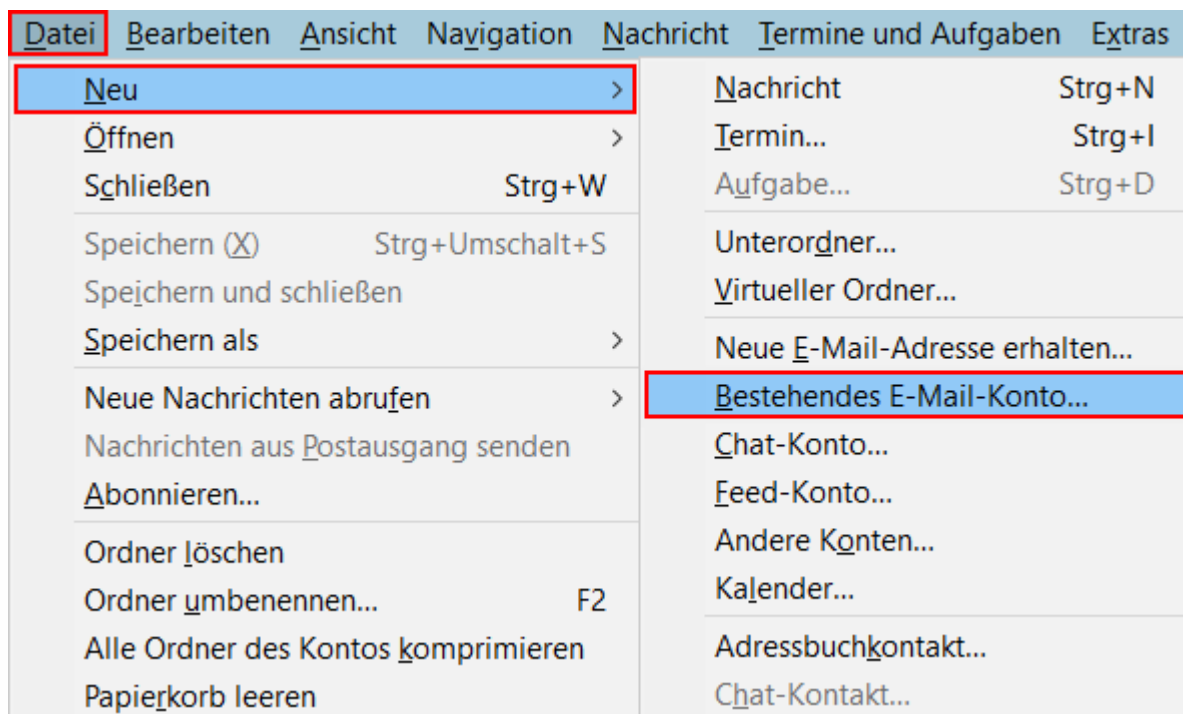 Datei Bearbeiten Ansicht Navigation Nachricht Termine und Aufgaben Extras
Neu >
Öffnen >
Schließen Strg+W
Speichern (X) Strg+Umschalt+S
Speichern und schließen
Speichern als >
Neue Nachrichten abrufen >
Nachrichten aus Postausgang senden
Abonnieren...
Ordner löschen
Ordner umbenennen... F2
Alle Ordner des Kontos komprimieren
Papierkorb leeren
Nachricht Strg+N
Termin... Strg+I
Aufgabe... Strg+D
Unterordner...
Virtueller Ordner...
Neue E-Mail-Adresse erhalten...
Bestehendes E-Mail-Konto...
Chat-Konto...
Feed-Konto...
Andere Konten...
Kalender...
Adressbuchkontakt...
Chat-Kontakt...